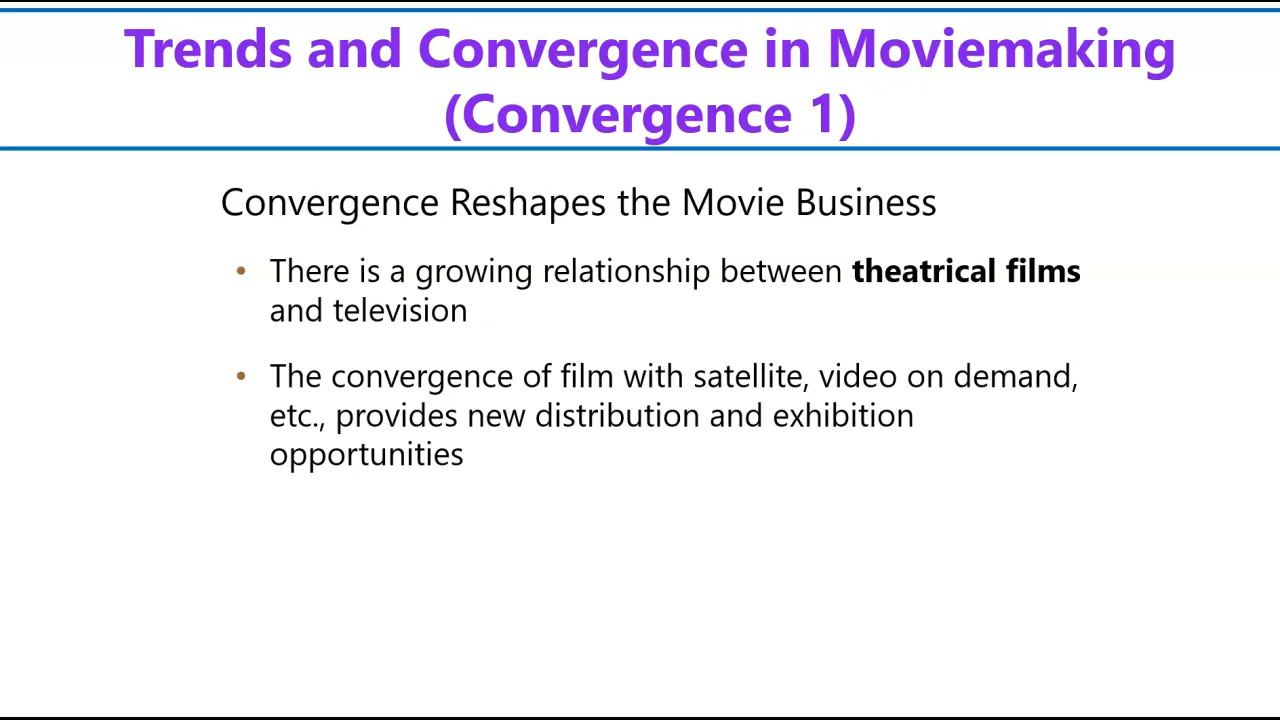 Trends and Convergence in Moviemaking
(Convergence 1)
Convergence Reshapes the Movie Business
• There is a growing relationship between theatrical films
and television
• The convergence of film with satellite, video on demand,
etc., provides new distribution and exhibition
opportunities